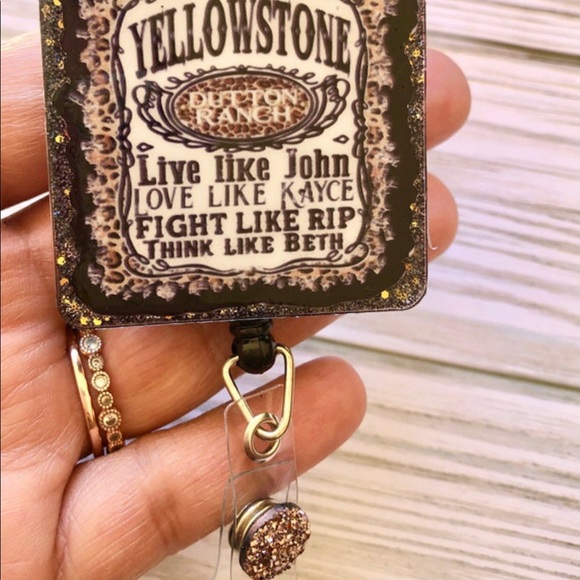 YELLOWSTONE
DUTTON
RANCH
Live like John
LOVE LIKE KAYCE
FIGHT LIKE RIP
THINK LIKE BETH